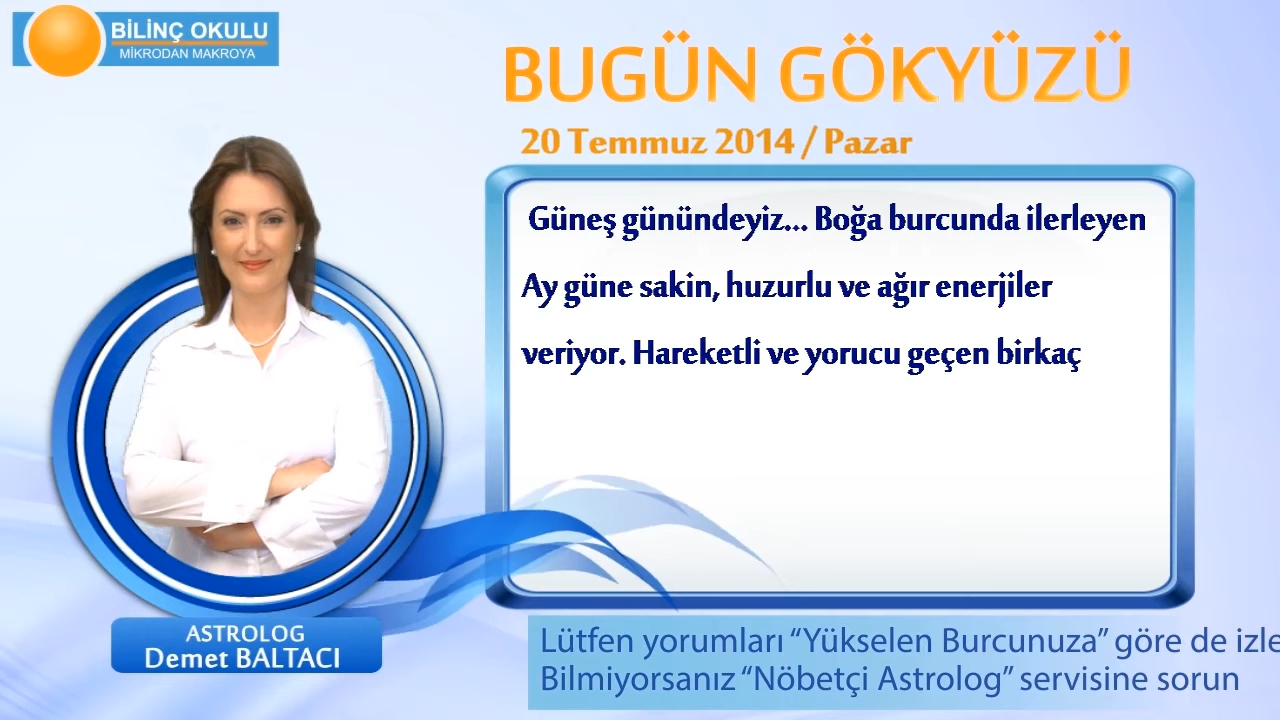 BİLİNÇ OKULU
MİKRODAN MAKROYA
BUGÜN GÖKYÜZÜ
20 Temmuz 2014 / Pazar
Güneş günündeyiz... Boğa burcunda ilerleyen
Ay güne sakin, huzurlu ve ağır enerjiler
veriyor. Hareketli ve yorucu geçen birkaç
ASTROLOG
Demet BALTACI
Lütfen yorumları “Yükselen Burcunuza” göre de izle
Bilmiyorsanız “Nöbetçi Astrolog” servisine sorun